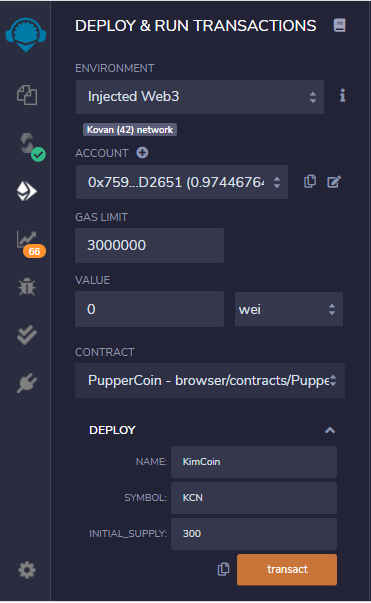 DEPLOY & RUN TRANSACTIONS
ENVIRONMENT
Injected Web3
Kovan (42) network
ACCOUNT
0x759...D2651 (0.97446764
GAS LIMIT
3000000
VALUE
0 wei
CONTRACT
PupperCoin - browser/contracts/Puppe
DEPLOY
NAME: KimCoin
SYMBOL: KCN
INITIAL_SUPPLY: 300
transact
66